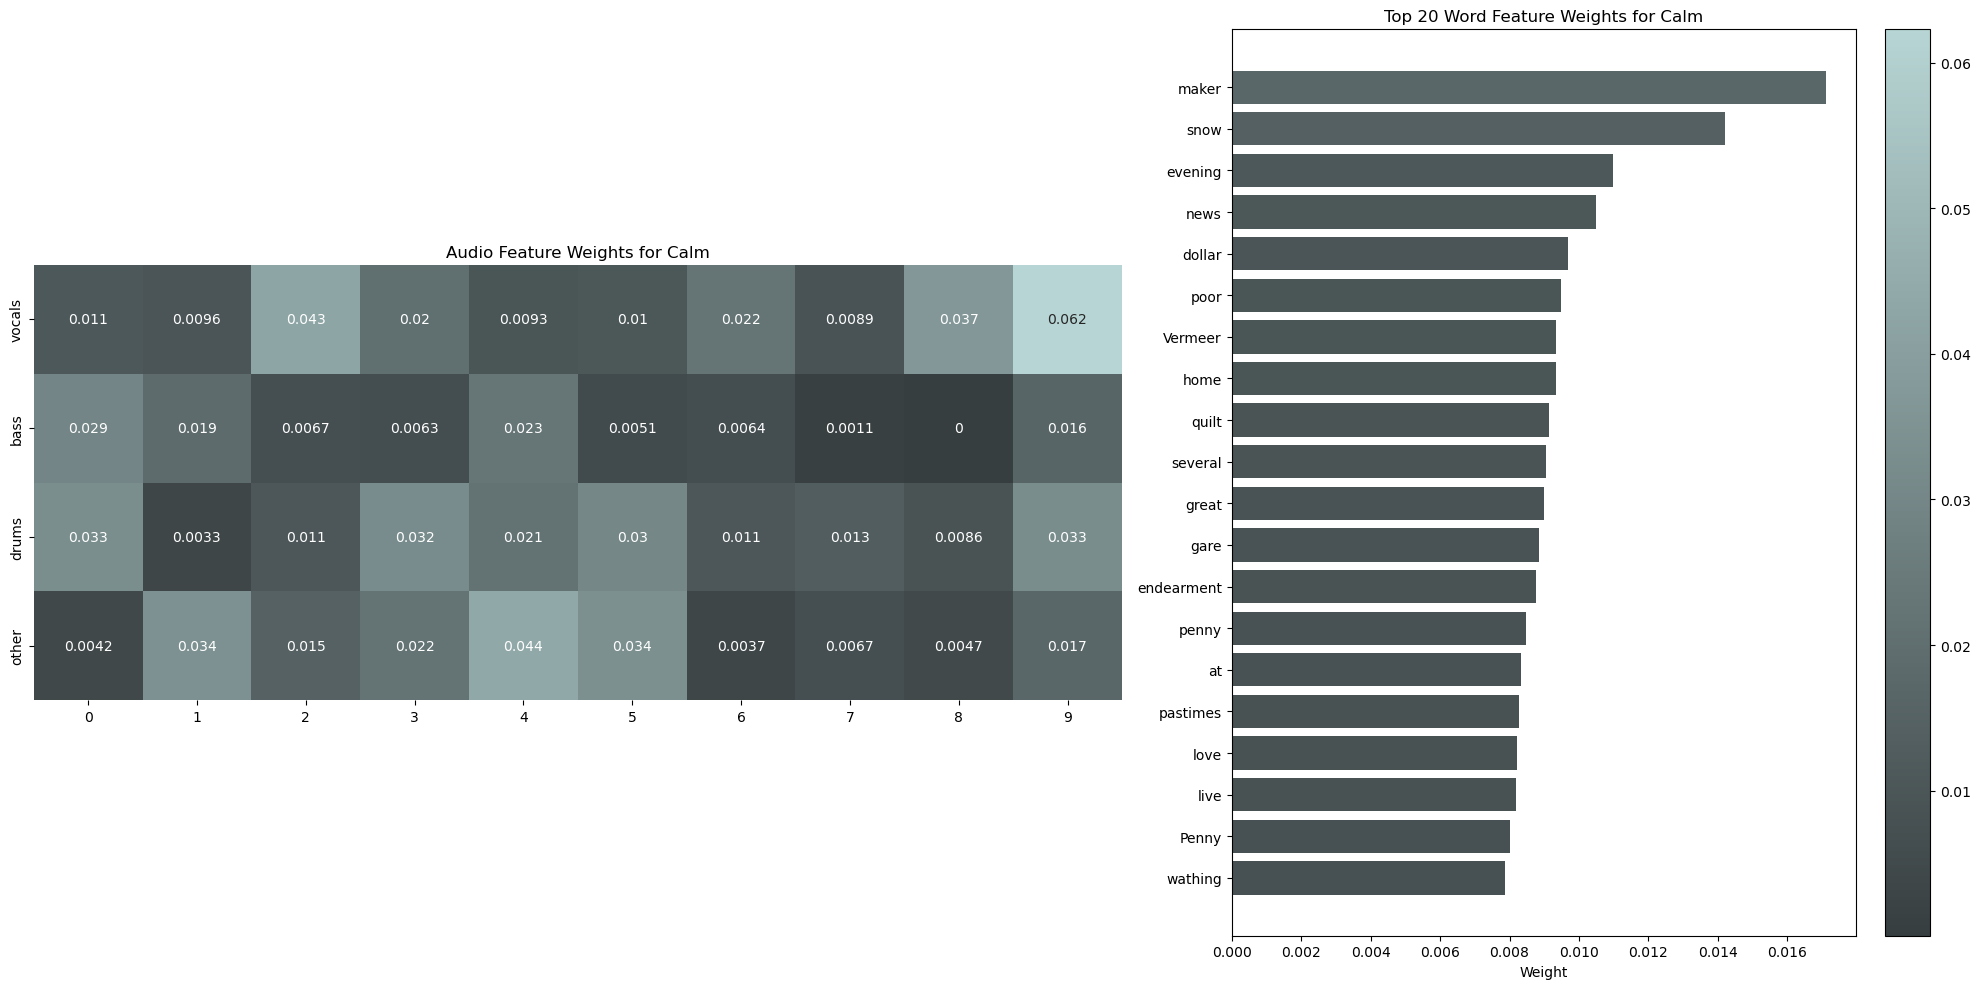 Audio Feature Weights for Calm
vocals
0.011 0.0096 0.043 0.02 0.0093 0.01 0.022 0.0089 0.037 0.062
bass
0.029 0.019 0.0067 0.0063 0.023 0.0051 0.0064 0.0011 0 0.016
drums
0.033 0.0033 0.011 0.032 0.021 0.03 0.011 0.013 0.0086 0.033
other
0.0042 0.034 0.015 0.022 0.044 0.034 0.0037 0.0067 0.0047 0.017
0 1 2 3 4 5 6 7 8 9
Top 20 Word Feature Weights for Calm
maker
snow
evening
news
dollar
poor
Vermeer
home
quilt
several
great
gare
endearment
penny
at
pastimes
love
live
Penny
wathing
0.000 0.002 0.004 0.006 0.008 0.010 0.012 0.014 0.016
Weight
0.06
0.05
0.04
0.03
0.02
0.01